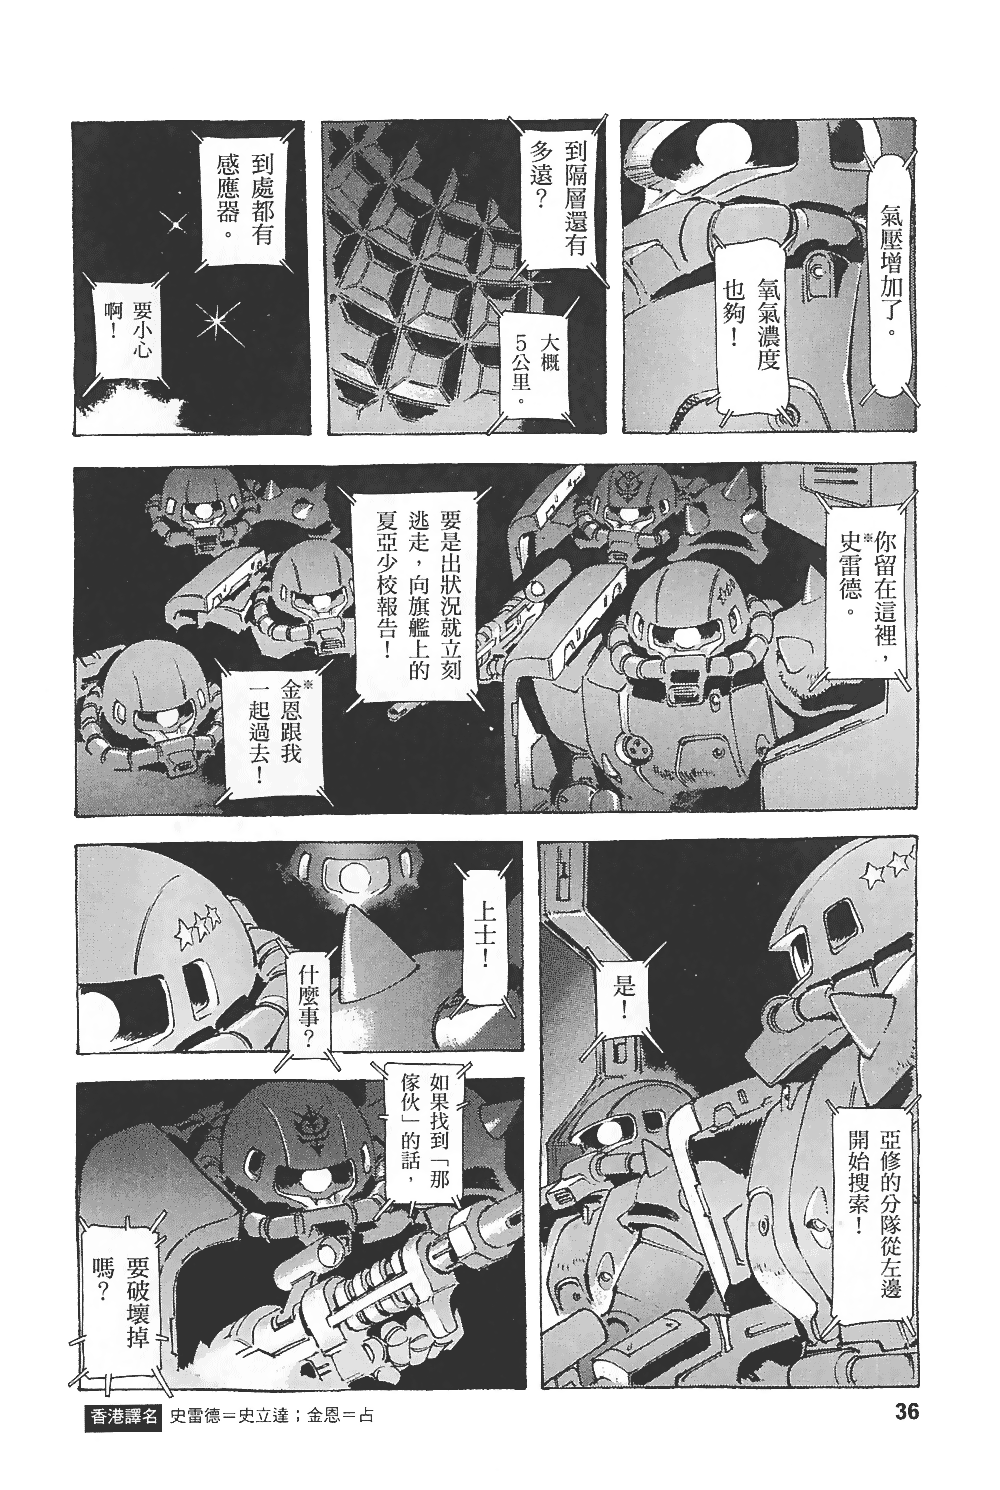 氣壓增加了。
氧氣濃度
也夠！
到隔層還有
多遠？
大概
5公里。
到處都有
感應器。
要小心
啊！
你留在這裡，
※史雷德。
要是出狀況就立刻
逃走，向旗艦上的
夏亞少校報告！
※金恩跟我
一起過去！
亞修的分隊從左邊
開始搜索！
是！
上士！
什麼事？
如果找到「那
傢伙」的話，
要破壞掉
嗎？
香港譯名 史雷德＝史立達；金恩＝占
36